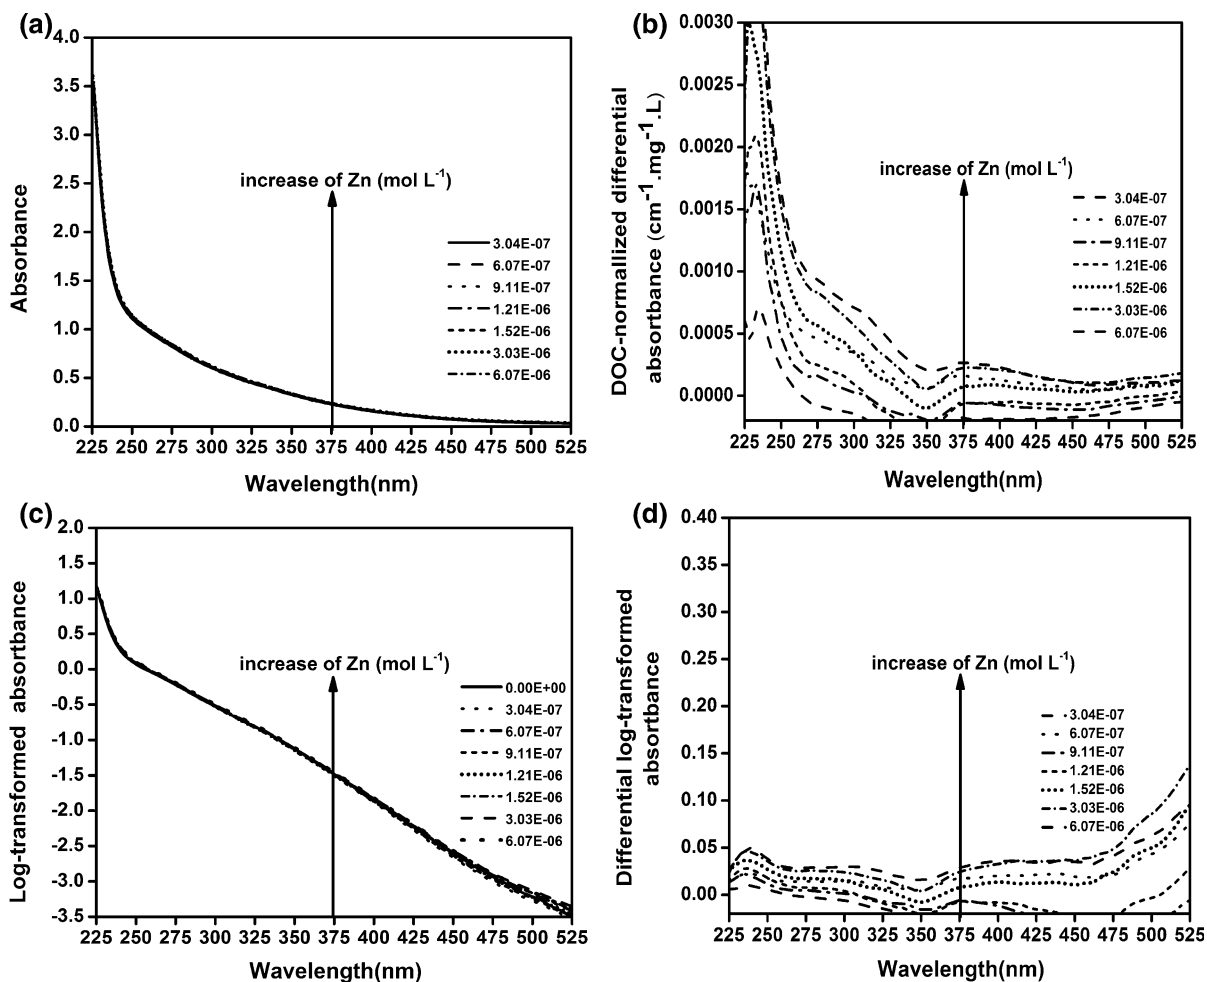 (a)
4.0
3.5
3.0
2.5
2.0
1.5
1.0
0.5
0.0
Absorbance
increase of Zn (mol L-1)
3.04E-07
6.07E-07
9.11E-07
1.21E-06
1.52E-06
3.03E-06
6.07E-06
225 250 275 300 325 350 375 400 425 450 475 500 525
Wavelength(nm)
(b)
0.0030
0.0025
0.0020
0.0015
0.0010
0.0005
0.0000
DOC-normallized differential
absortbance (cm-1.mg-1.L)
increase of Zn (mol L-1)
3.04E-07
6.07E-07
9.11E-07
1.21E-06
1.52E-06
3.03E-06
6.07E-06
225 250 275 300 325 350 375 400 425 450 475 500 525
Wavelength(nm)
(c)
2.0
1.5
1.0
0.5
0.0
-0.5
-1.0
-1.5
-2.0
-2.5
-3.0
-3.5
Log-transformed absortbance
increase of Zn (mol L-1)
0.00E+00
3.04E-07
6.07E-07
9.11E-07
1.21E-06
1.52E-06
3.03E-06
6.07E-06
225 250 275 300 325 350 375 400 425 450 475 500 525
Wavelength(nm)
(d)
0.40
0.35
0.30
0.25
0.20
0.15
0.10
0.05
0.00
Differential log-transformed
absortbance
increase of Zn (mol L-1)
3.04E-07
6.07E-07
9.11E-07
1.21E-06
1.52E-06
3.03E-06
6.07E-06
225 250 275 300 325 350 375 400 425 450 475 500 525
Wavelength(nm)